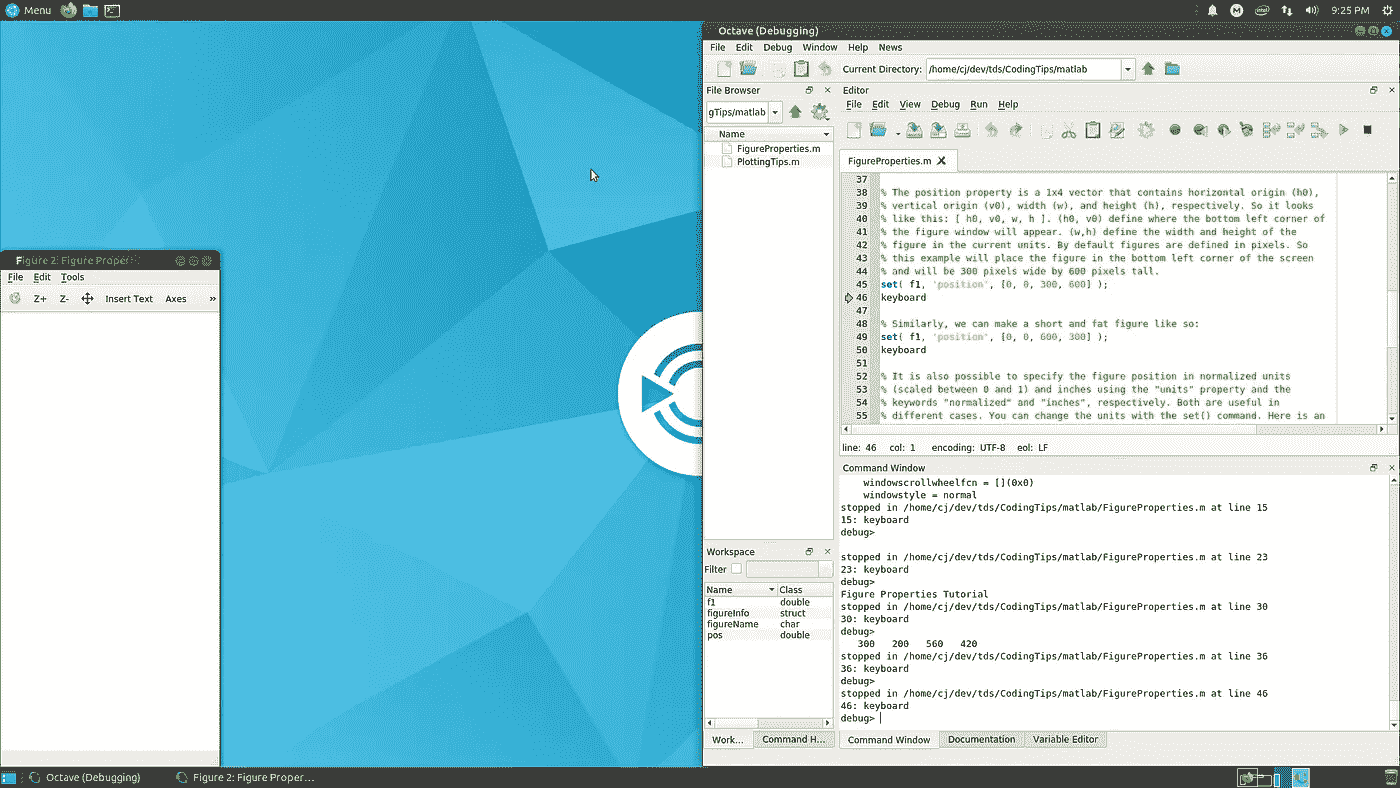 Menu
9:25 PM
Octave (Debugging)
File Edit Debug Window Help News
Current Directory: /home/cj/dev/tds/CodingTips/matlab
File Browser
gTips/matlab
Name
FigureProperties.m
PlottingTips.m
Editor
File Edit View Debug Run Help
FigureProperties.m
37
38 % The position property is a 1x4 vector that contains horizontal origin (h0),
39 % vertical origin (v0), width (w), and height (h), respectively. So it looks
40 % like this: [ h0, v0, w, h ]. (h0, v0) define where the bottom left corner of
41 % the figure window will appear. (w,h) define the width and height of the
42 % figure in the current units. By default figures are defined in pixels. So
43 % this example will place the figure in the bottom left corner of the screen
44 % and will be 300 pixels wide by 600 pixels tall.
45 set( f1, 'position', [0, 0, 300, 600] );
46 keyboard
47
48 % Similarly, we can make a short and fat figure like so:
49 set( f1, 'position', [0, 0, 600, 300] );
50 keyboard
51
52 % It is also possible to specify the figure position in normalized units
53 % (scaled between 0 and 1) and inches using the "units" property and the
54 % keywords "normalized" and "inches", respectively. Both are useful in
55 % different cases. You can change the units with the set() command. Here is an
line: 46 col: 1 encoding: UTF-8 eol: LF
Figure 2: Figure Proper
File Edit Tools
Z+ Z- Insert Text Axes »
Command Window
windowscrollwheelfcn = [](0x0)
windowstyle = normal
stopped in /home/cj/dev/tds/CodingTips/matlab/FigureProperties.m at line 15
15: keyboard
debug>
stopped in /home/cj/dev/tds/CodingTips/matlab/FigureProperties.m at line 23
23: keyboard
debug>
Figure Properties Tutorial
stopped in /home/cj/dev/tds/CodingTips/matlab/FigureProperties.m at line 30
30: keyboard
debug>
300 200 560 420
stopped in /home/cj/dev/tds/CodingTips/matlab/FigureProperties.m at line 36
36: keyboard
debug>
stopped in /home/cj/dev/tds/CodingTips/matlab/FigureProperties.m at line 46
46: keyboard
debug>
Workspace
Filter
Name Class
f1 double
figureInfo struct
figureName char
pos double
Work... Command H...
Command Window Documentation Variable Editor
Octave (Debugging)
Figure 2: Figure Proper...